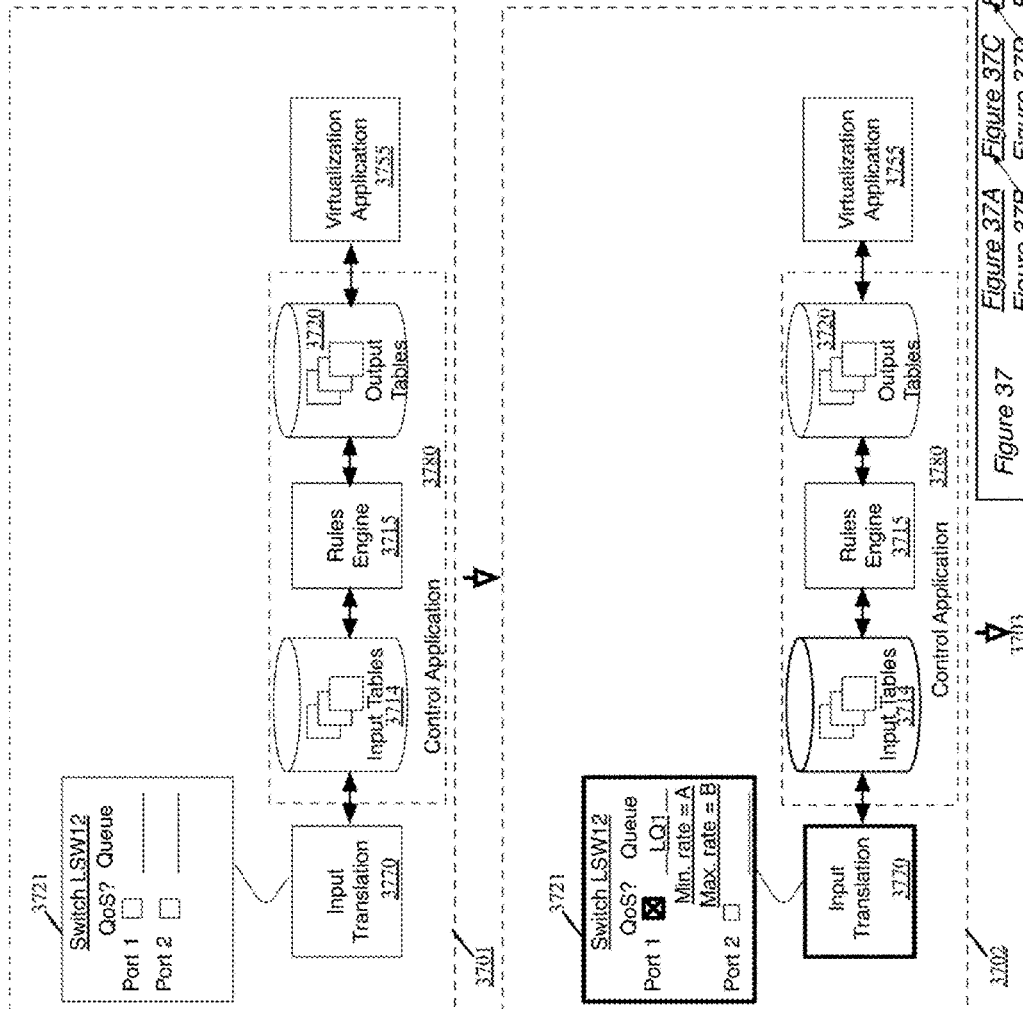 3721
Switch LSW12
QoS? Queue
Port 1
Port 2
Input
Translation
3770
Input Tables
3714
Rules
Engine
3715
3720
Output
Tables
Virtualization
Application
3755
Control Application
3780
3701
3721
Switch LSW12
QoS? Queue
Port 1 LQ1
Min. rate = A
Max. rate = B
Port 2
Input
Translation
3770
Input Tables
3714
Rules
Engine
3715
3720
Output
Tables
Virtualization
Application
3755
Control Application
3780
3702
3703
Figure 37
Figure 37A Figure 37C